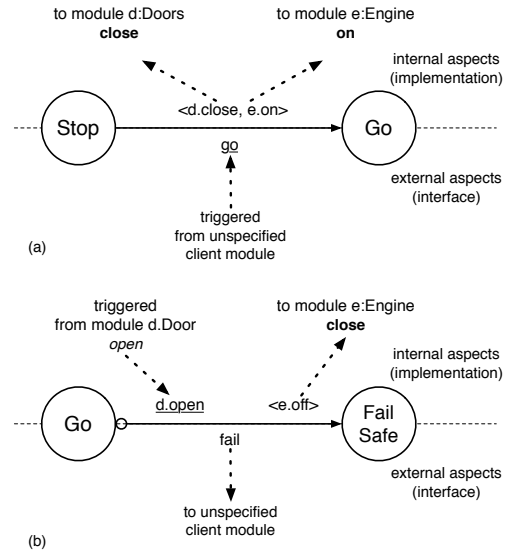 to module d:Doors
close
to module e:Engine
on
internal aspects
(implementation)
<d.close, e.on>
Stop
Go
go
external aspects
(interface)
triggered
from unspecified
client module
(a)
triggered
from module d.Door
open
to module e:Engine
close
internal aspects
(implementation)
d.open
<e.off>
Go
Fail
Safe
fail
external aspects
(interface)
to unspecified
client module
(b)